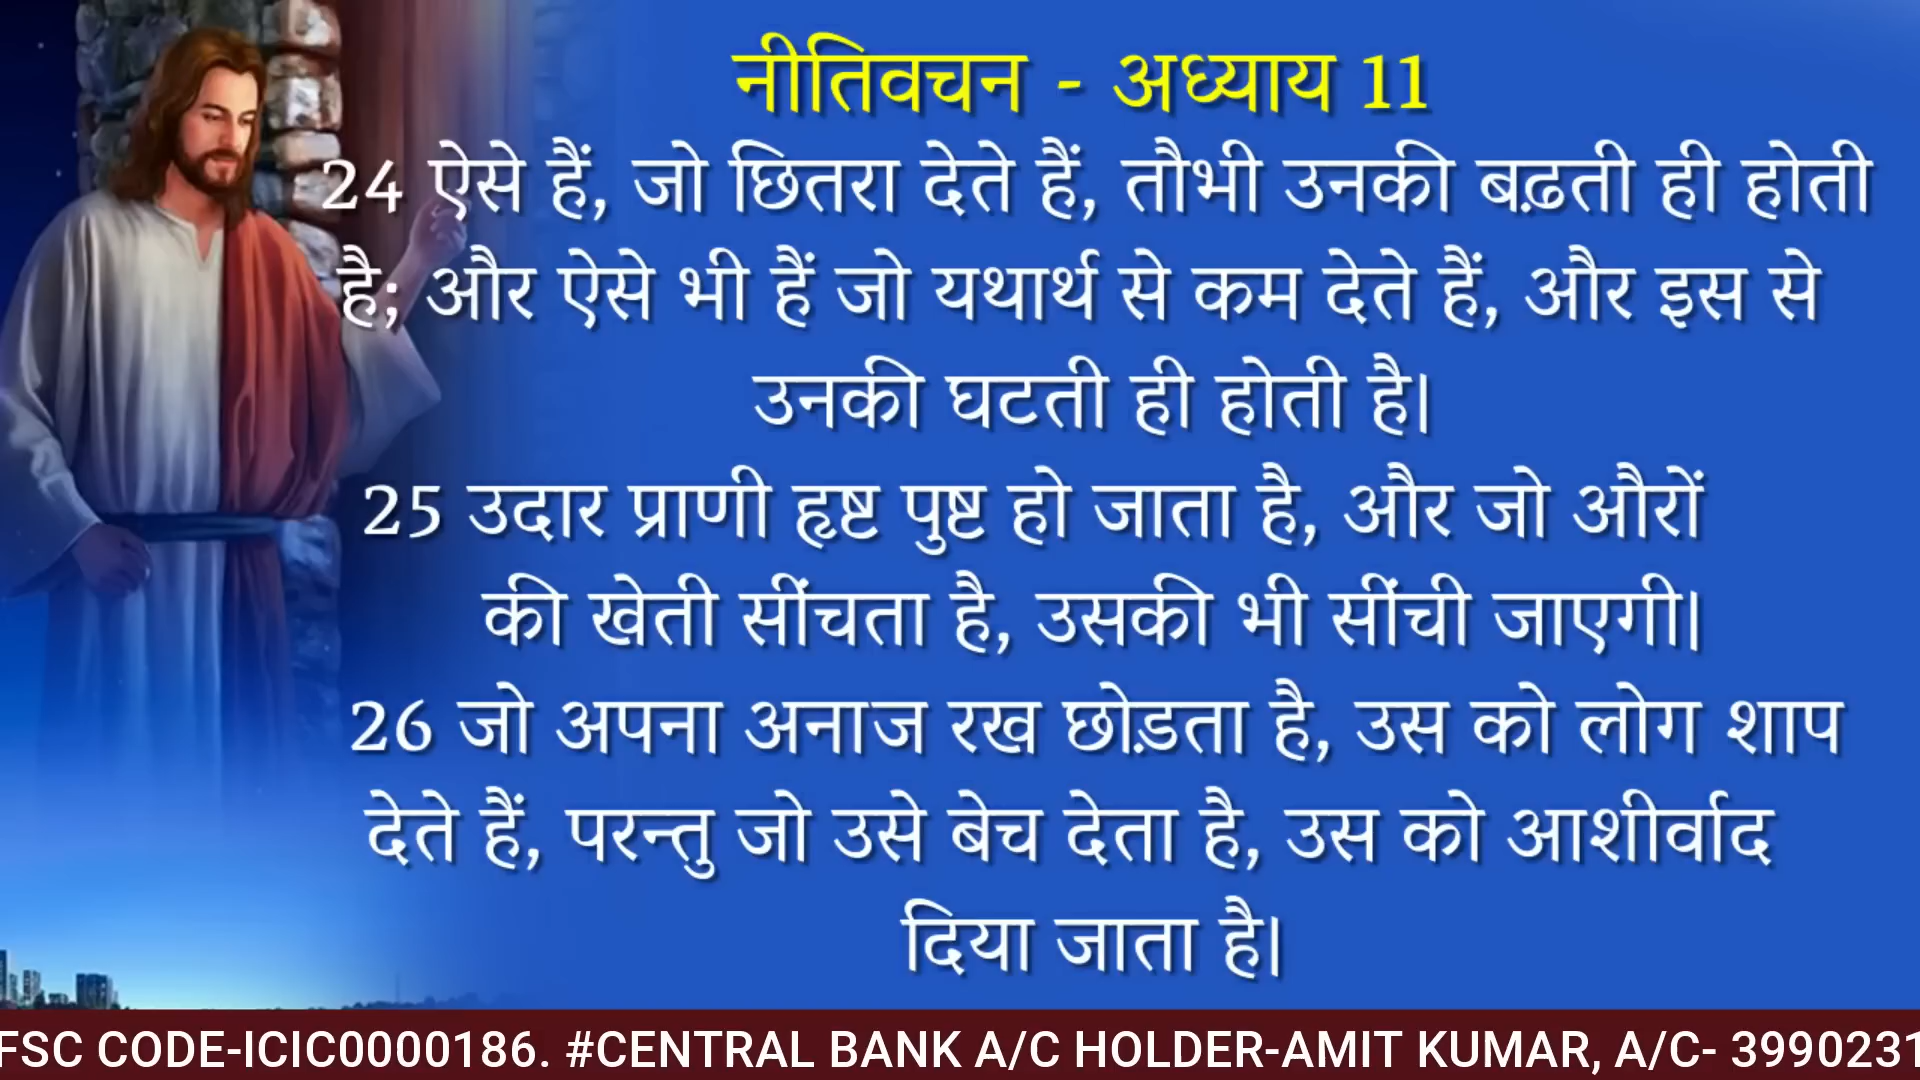 नीतिवचन - अध्याय 11
24 ऐसे हैं, जो छितरा देते हैं, तौभी उनकी बढ़ती ही होती
है; और ऐसे भी हैं जो यथार्थ से कम देते हैं, और इस से
उनकी घटती ही होती है।
25 उदार प्राणी हृष्ट पुष्ट हो जाता है, और जो औरों
की खेती सींचता है, उसकी भी सींची जाएगी।
26 जो अपना अनाज रख छोड़ता है, उस को लोग शाप
देते हैं, परन्तु जो उसे बेच देता है, उस को आशीर्वाद
दिया जाता है।
FSC CODE-ICIC0000186. #CENTRAL BANK A/C HOLDER-AMIT KUMAR, A/C- 3990231